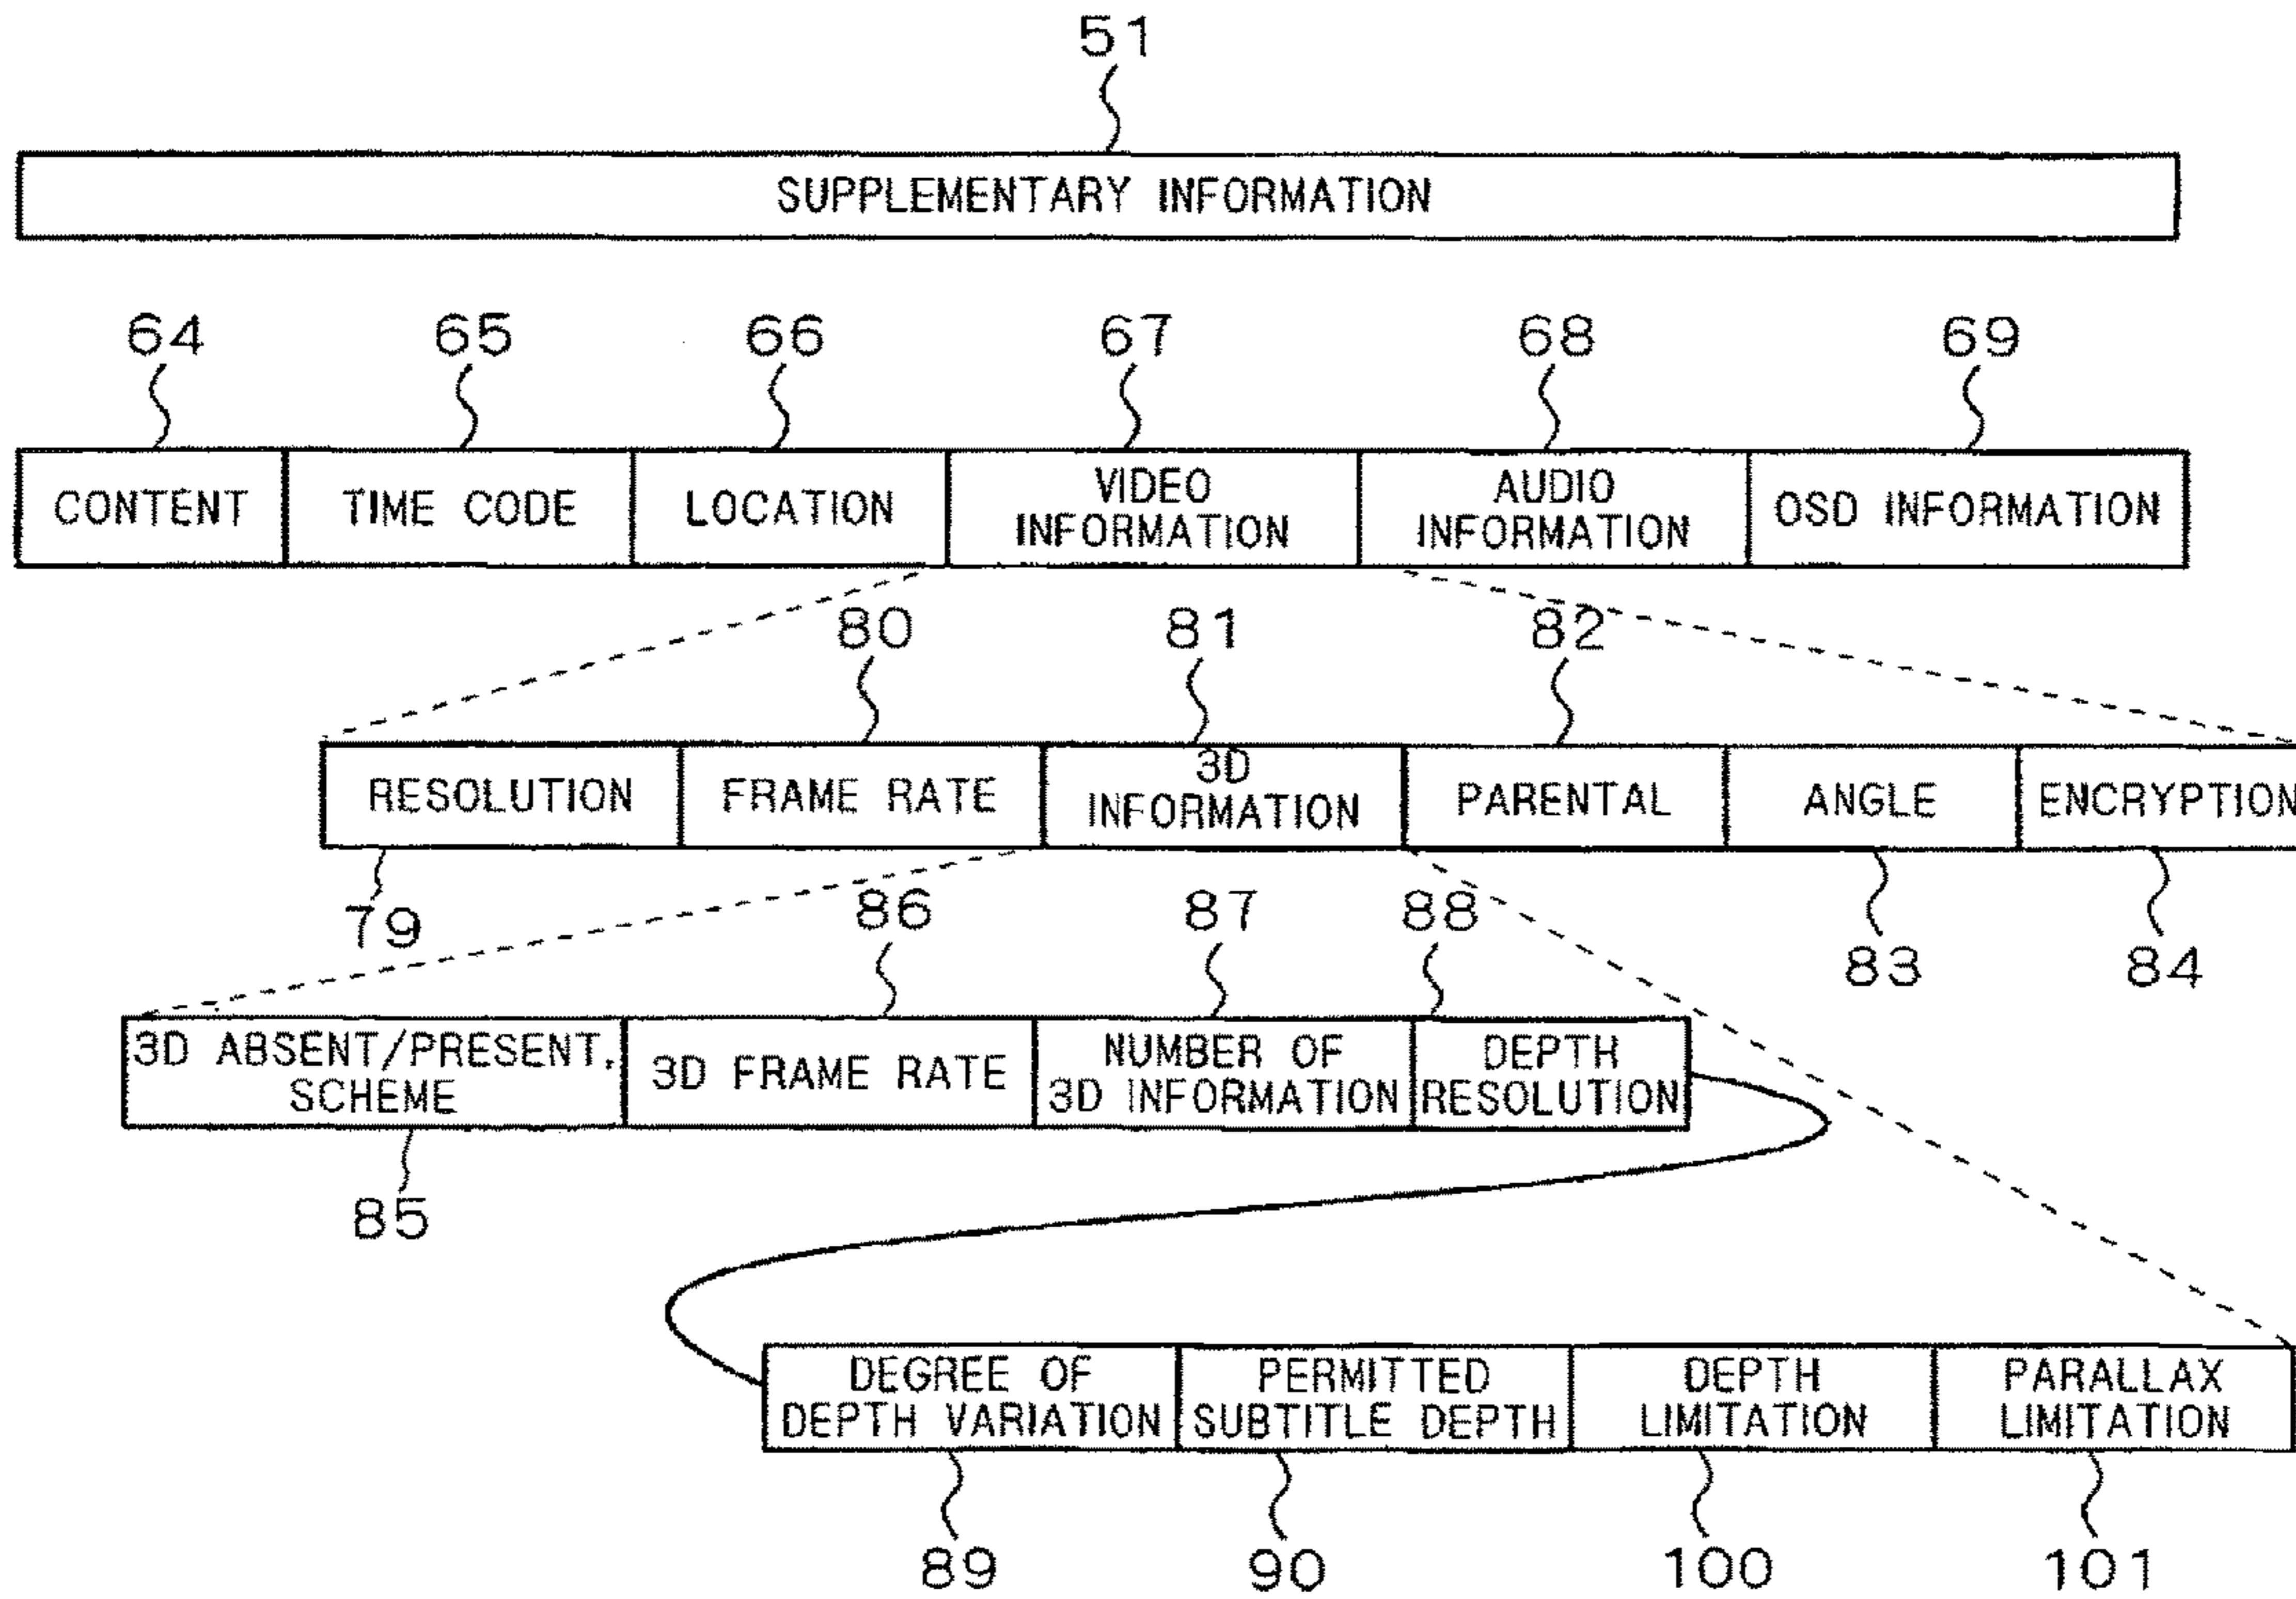 51
SUPPLEMENTARY INFORMATION
64 65 66 67 68 69
CONTENT TIME CODE LOCATION VIDEO INFORMATION AUDIO INFORMATION OSD INFORMATION
80 81 82
RESOLUTION FRAME RATE 3D INFORMATION PARENTAL ANGLE ENCRYPTION
79 83 84
86 87 88
3D ABSENT/PRESENT, SCHEME 3D FRAME RATE NUMBER OF 3D INFORMATION DEPTH RESOLUTION
85
DEGREE OF DEPTH VARIATION PERMITTED SUBTITLE DEPTH DEPTH LIMITATION PARALLAX LIMITATION
89 90 100 101